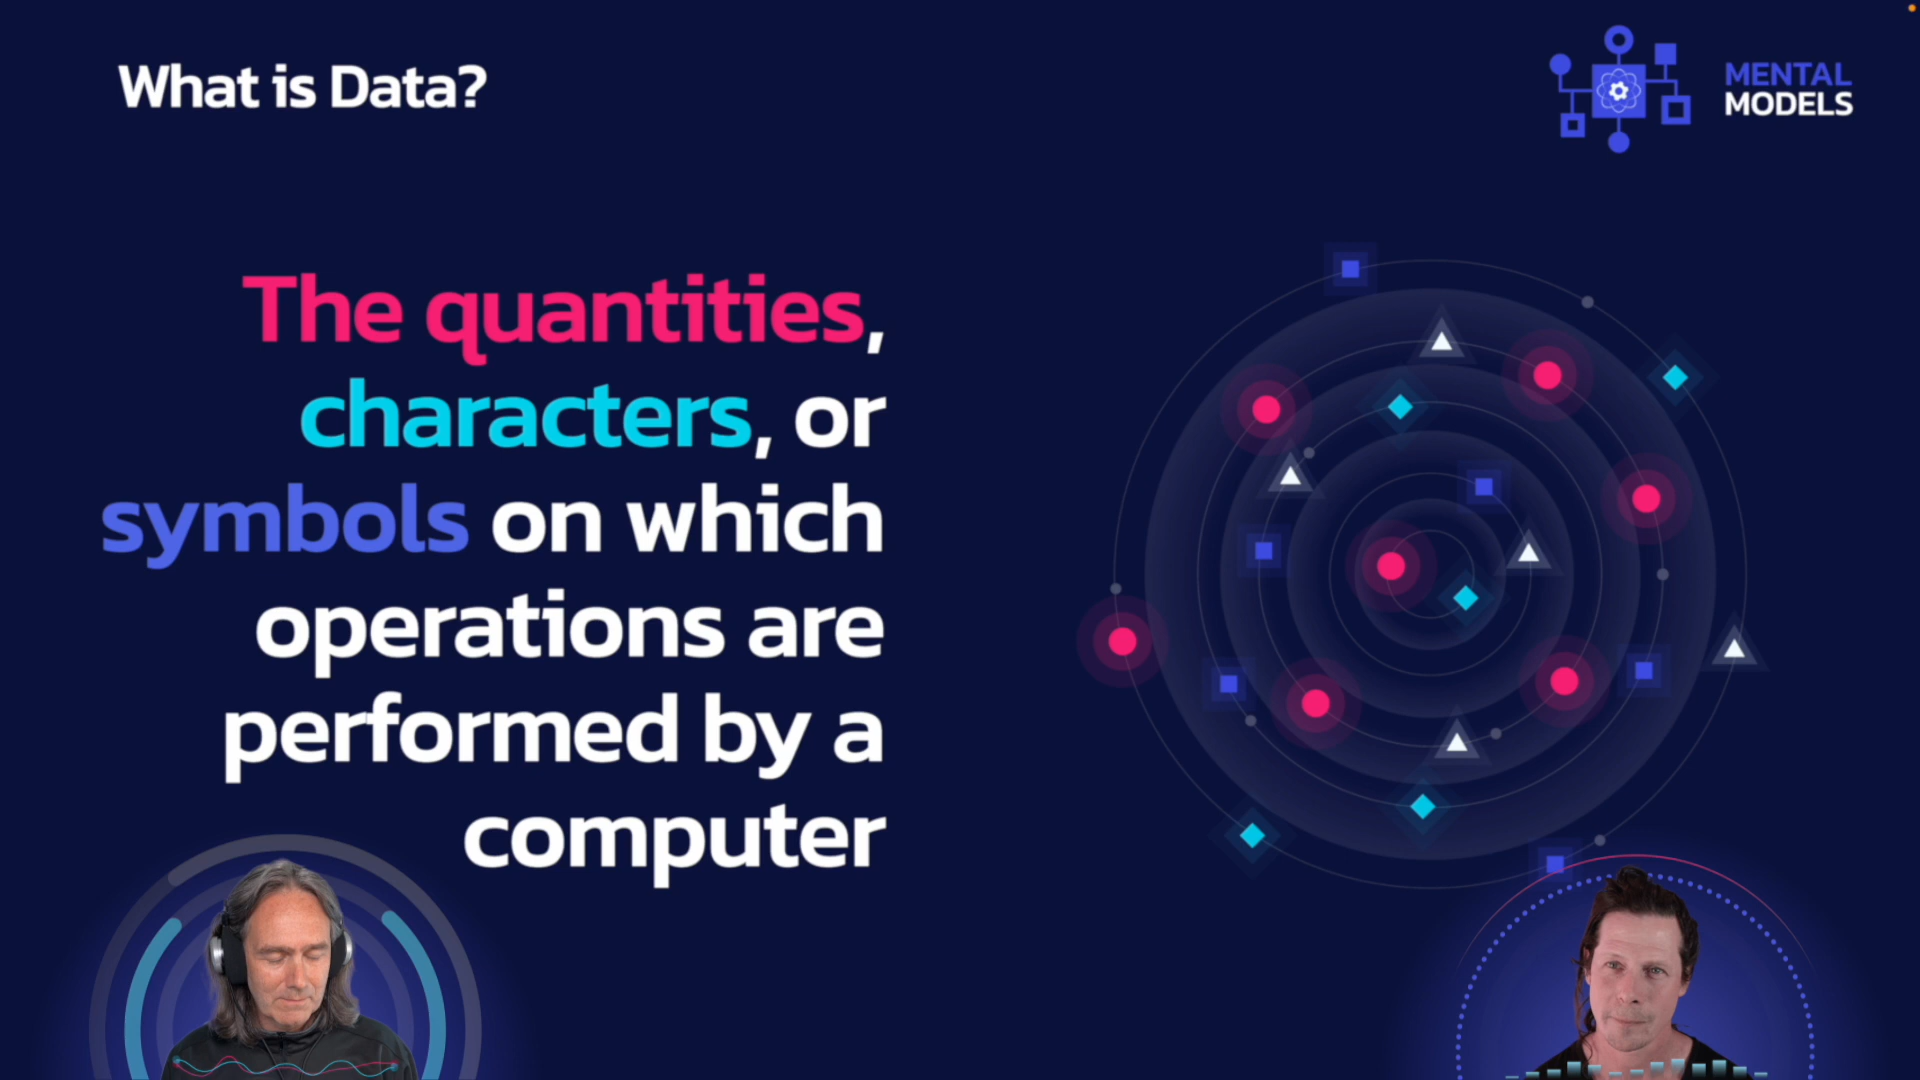 What is Data?
MENTAL
MODELS
The quantities,
characters, or
symbols on which
operations are
performed by a
computer